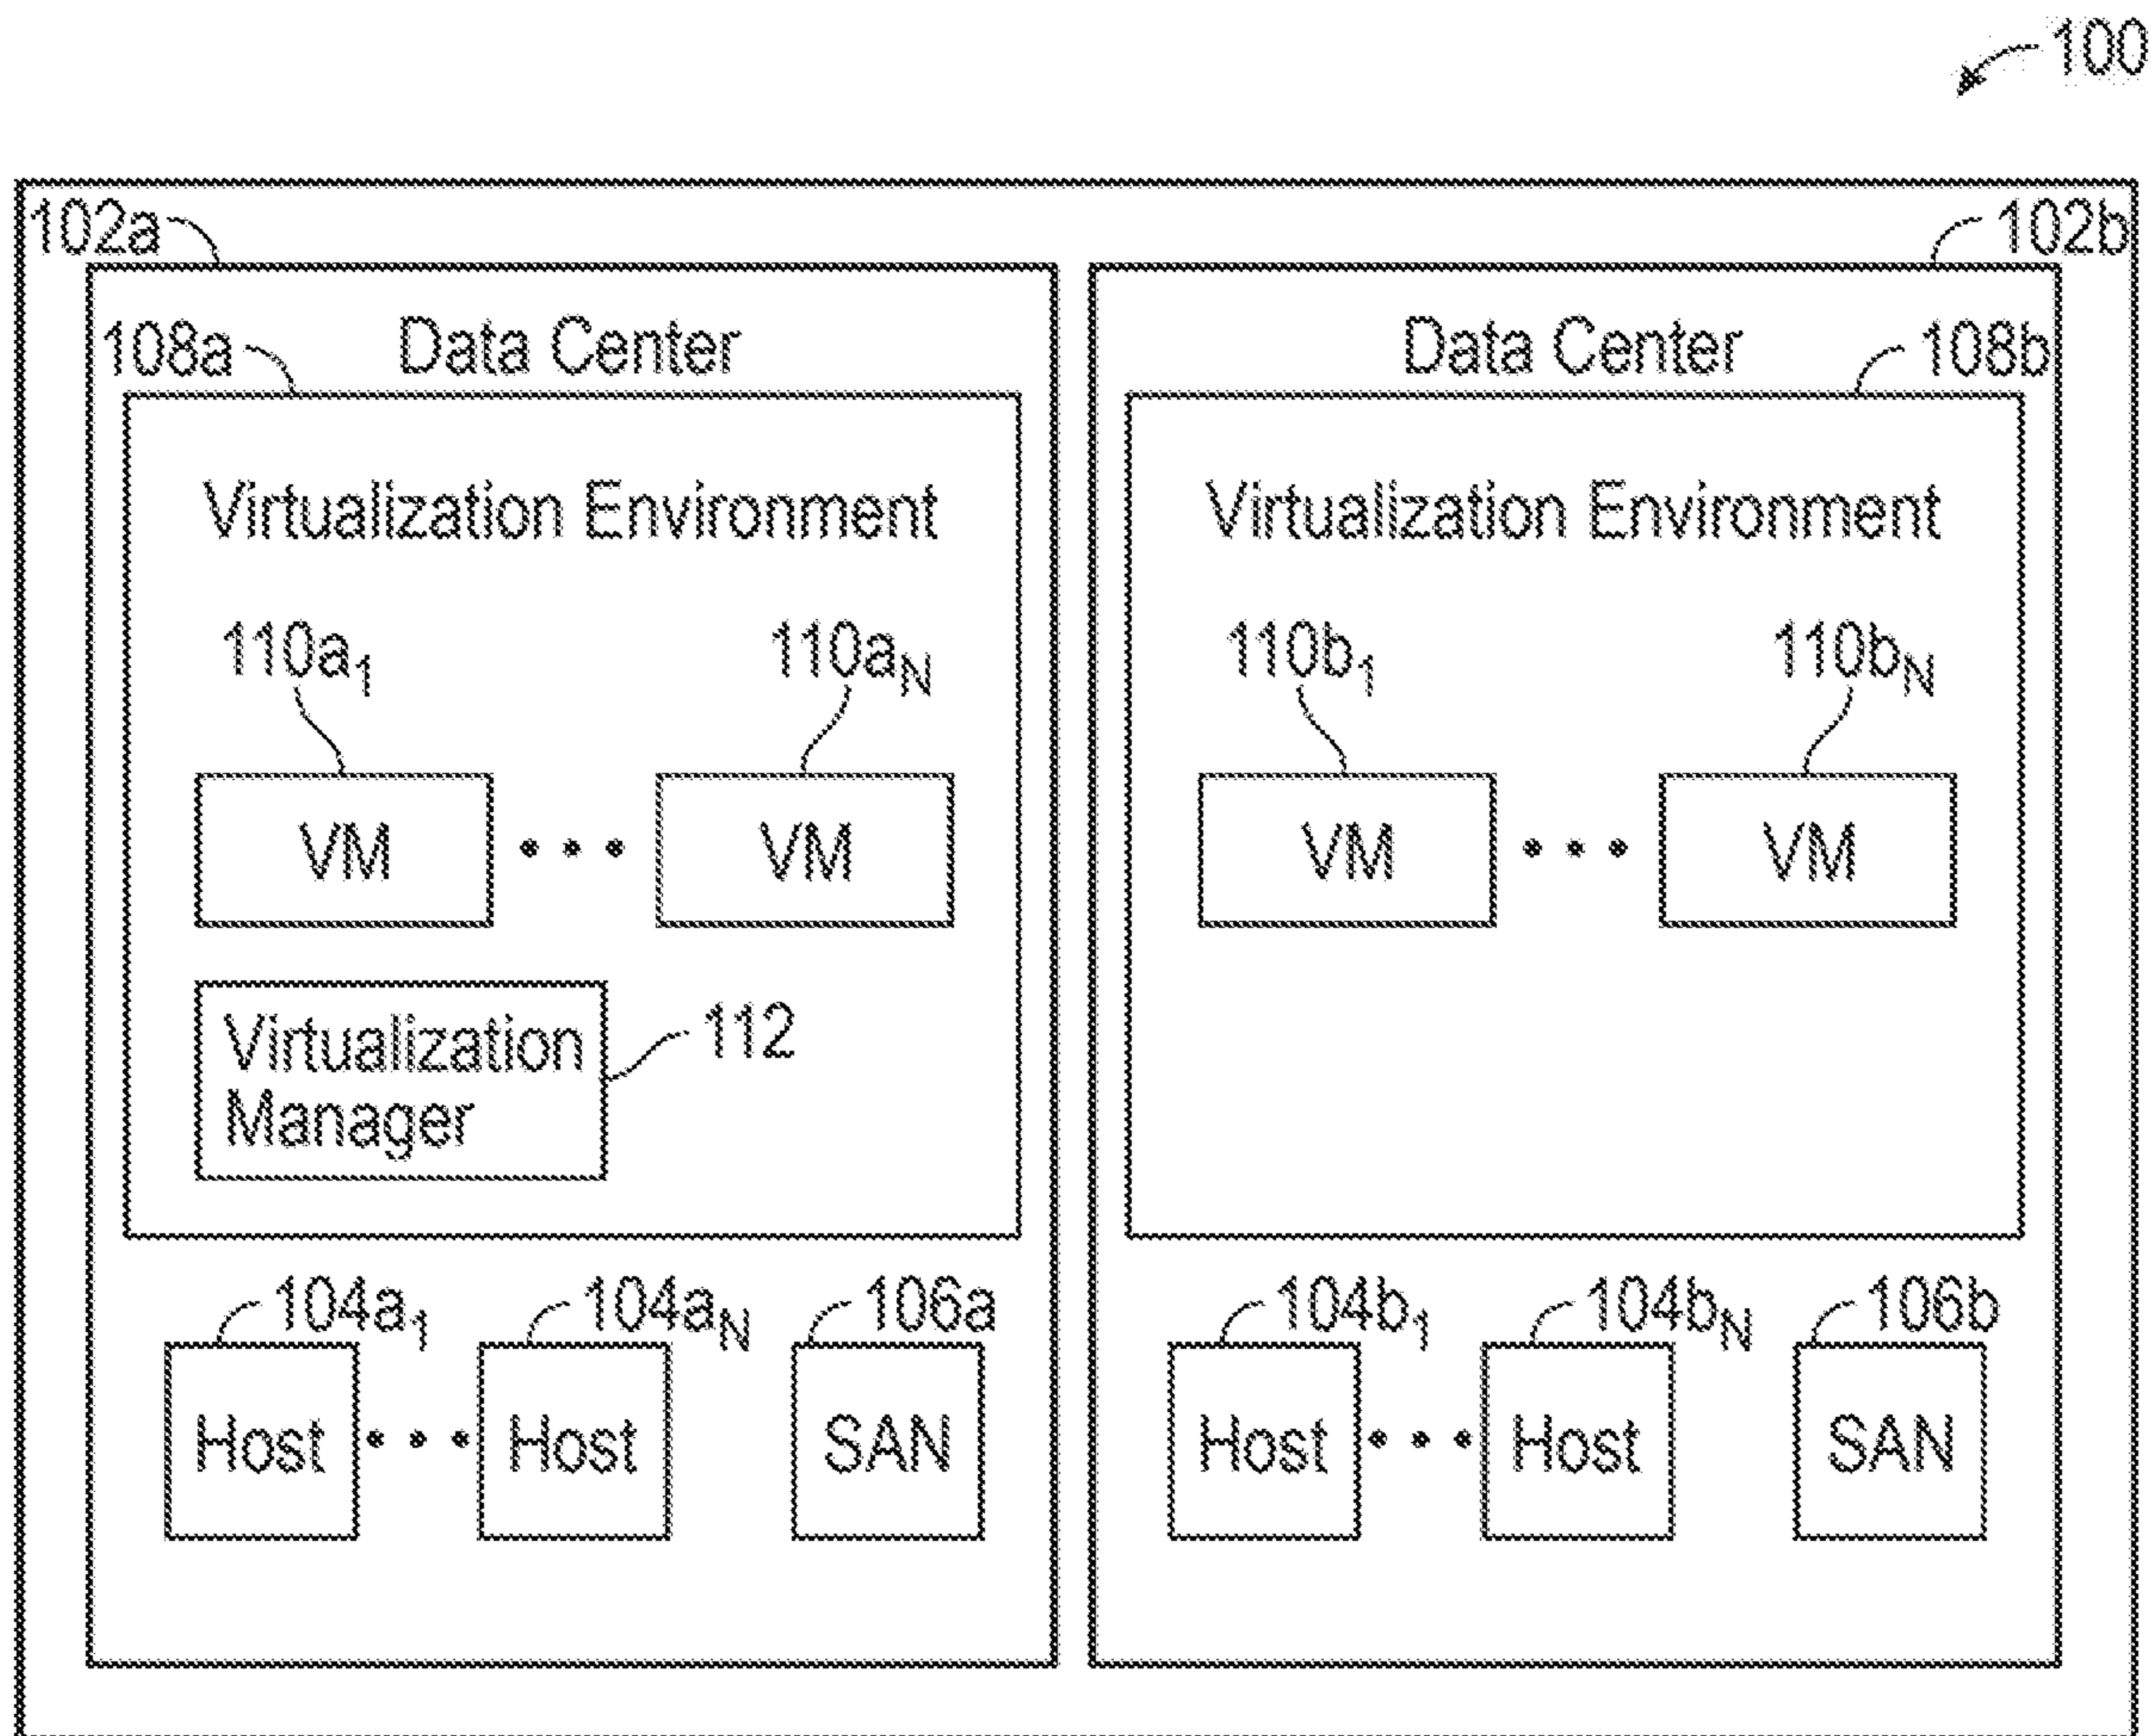 100
102a
102b
Data Center
108a
Virtualization Environment
110a₁
110aN
VM
• • •
VM
Virtualization
Manager
112
104a₁
104aN
106a
Host
• • •
Host
SAN
Data Center
108b
Virtualization Environment
110b₁
110bN
VM
• • •
VM
104b₁
104bN
106b
Host
• • •
Host
SAN